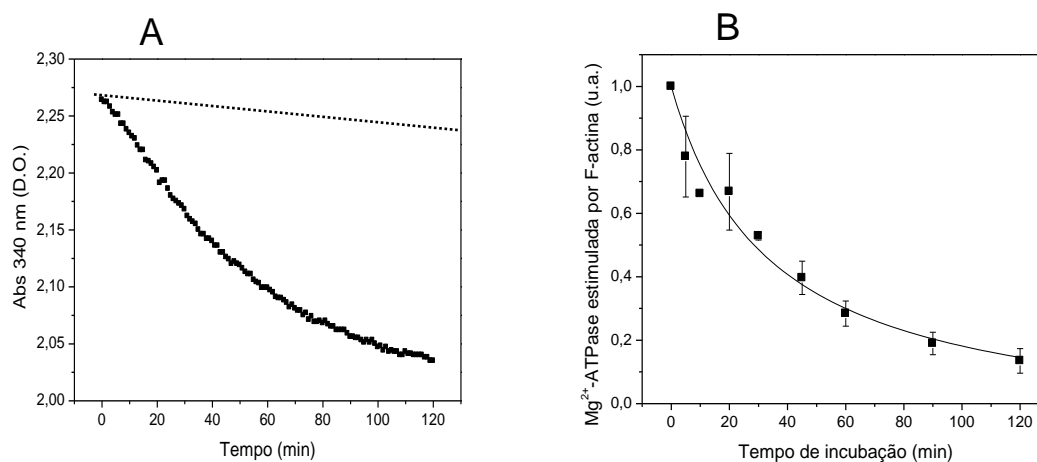 A
2,30
2,25
2,20
2,15
2,10
2,05
2,00
Abs 340 nm (D.O.)
0 20 40 60 80 100 120
Tempo (min)
B
1,0
0,8
0,6
0,4
0,2
0,0
Mg²⁺-ATPase estimulada por F-actina (u.a.)
0 20 40 60 80 100 120
Tempo de incubação (min)